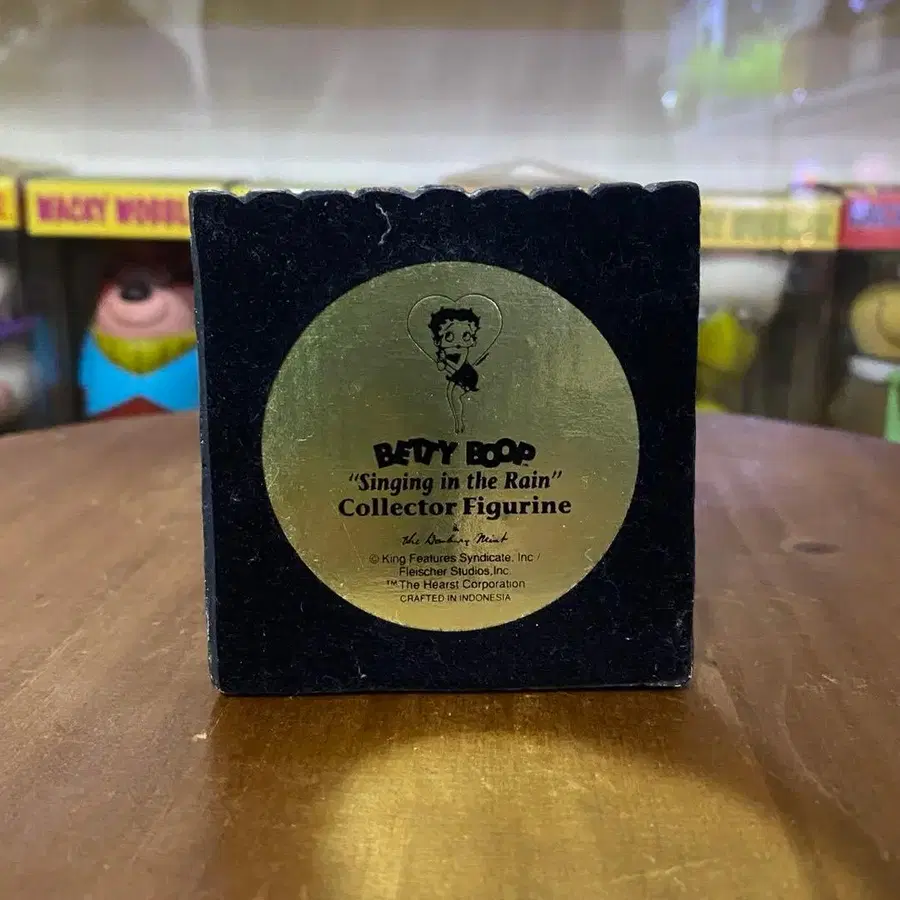 WACKY WOBBL
BETTY BOOP™
"Singing in the Rain"
Collector Figurine
The Danbury Mint
© King Features Syndicate, Inc /
Fleischer Studios, Inc.
™The Hearst Corporation
CRAFTED IN INDONESIA